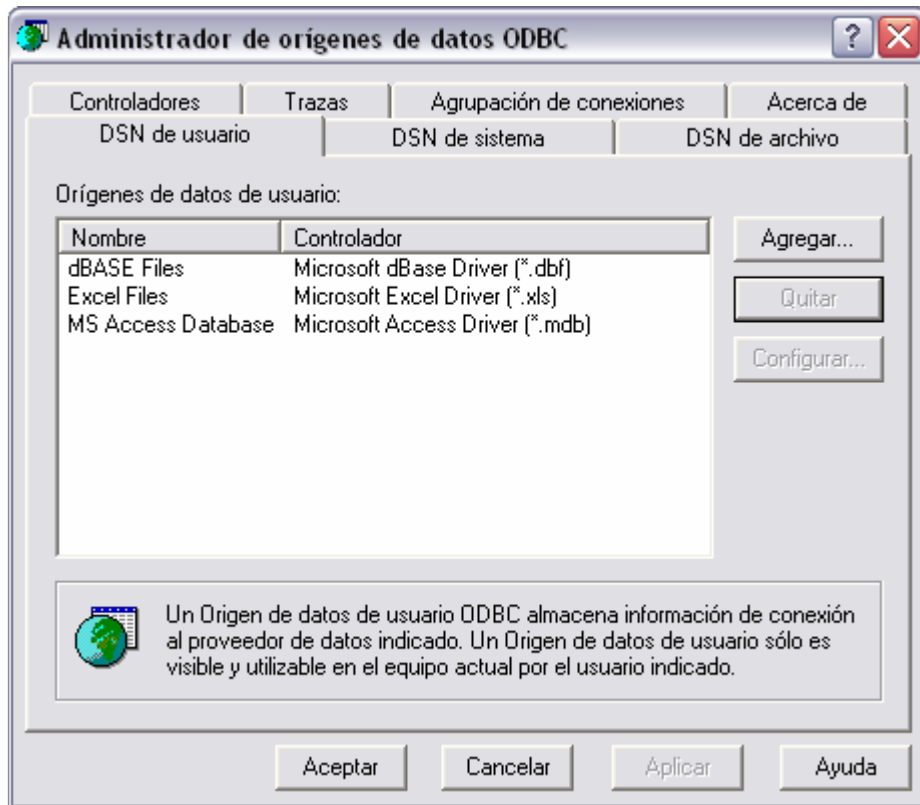 Administrador de orígenes de datos ODBC
Controladores Trazas Agrupación de conexiones Acerca de
DSN de usuario DSN de sistema DSN de archivo
Orígenes de datos de usuario:
Nombre Controlador Agregar...
dBASE Files Microsoft dBase Driver (*.dbf)
Excel Files Microsoft Excel Driver (*.xls) Quitar
MS Access Database Microsoft Access Driver (*.mdb)
Configurar...
Un Origen de datos de usuario ODBC almacena información de conexión
al proveedor de datos indicado. Un Origen de datos de usuario sólo es
visible y utilizable en el equipo actual por el usuario indicado.
Aceptar Cancelar Aplicar Ayuda